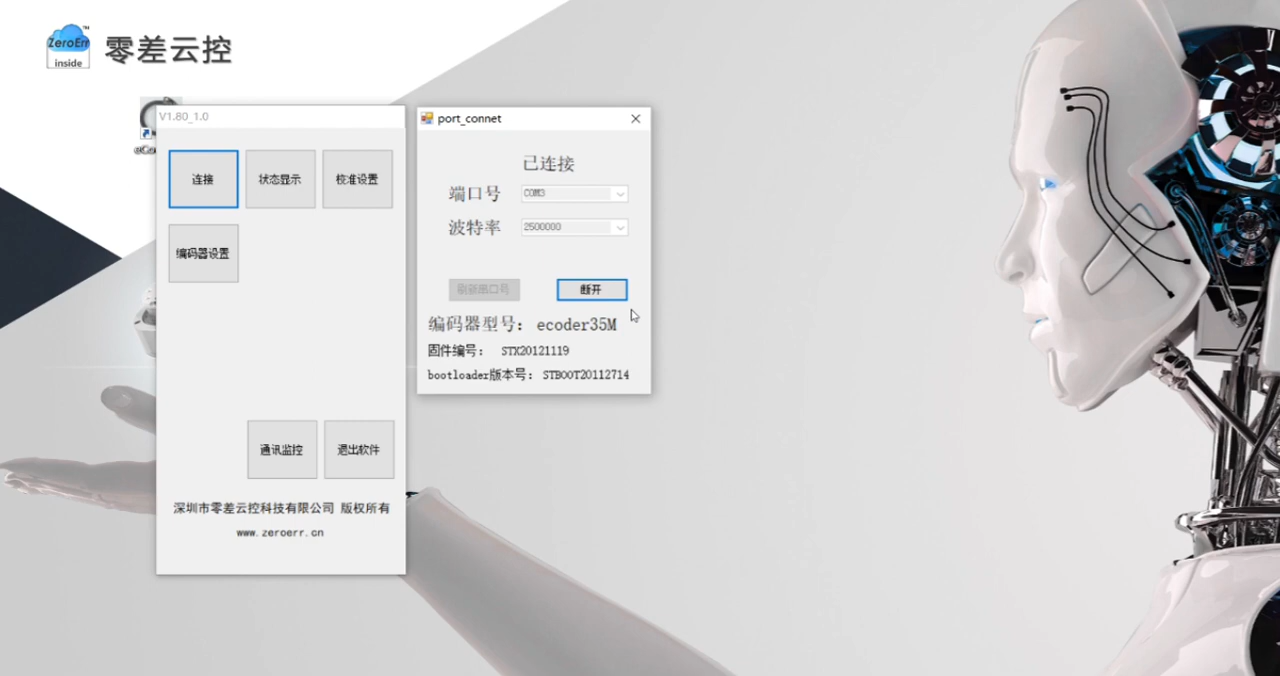 ZeroErr™
inside
零差云控
V1.80_1.0
连接
状态显示
校准设置
编码器设置
通讯监控
退出软件
深圳市零差云控科技有限公司 版权所有
www.zeroerr.cn
port_connet
已连接
端口号
COM3
波特率
2500000
刷新串口号
断开
编码器型号： ecoder35M
固件编号： STX20121119
bootloader版本号： STBOOT20112714